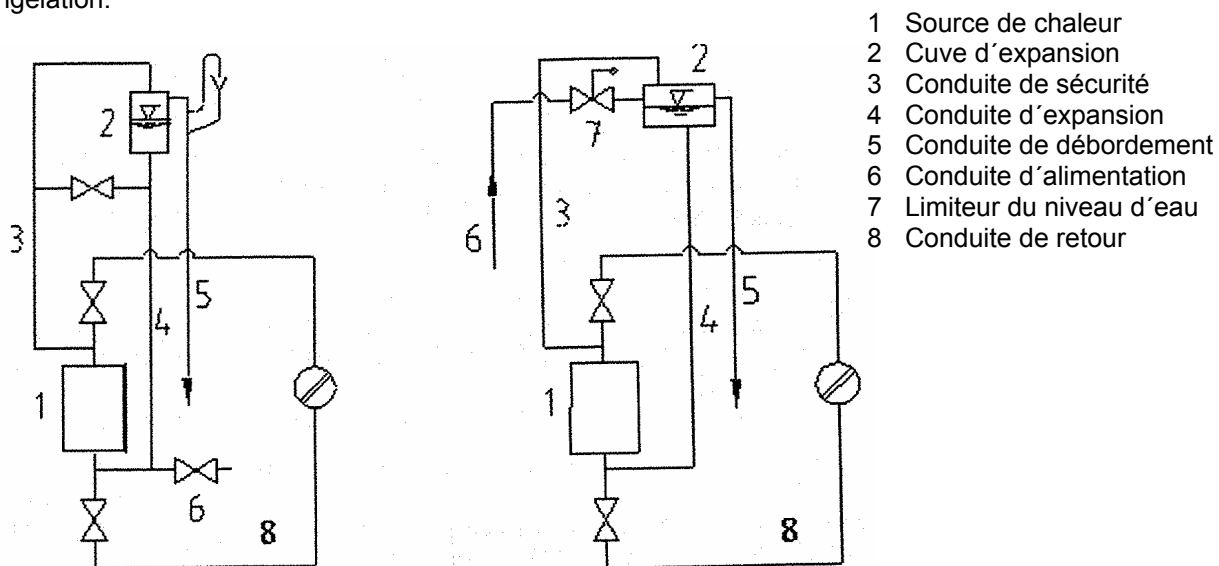 ngélation.
1 Source de chaleur
2 Cuve d´expansion
3 Conduite de sécurité
4 Conduite d´expansion
5 Conduite de débordement
6 Conduite d´alimentation
7 Limiteur du niveau d´eau
8 Conduite de retour
2
3
5
4
1
6
8
2
7
3
6
5
4
1
8